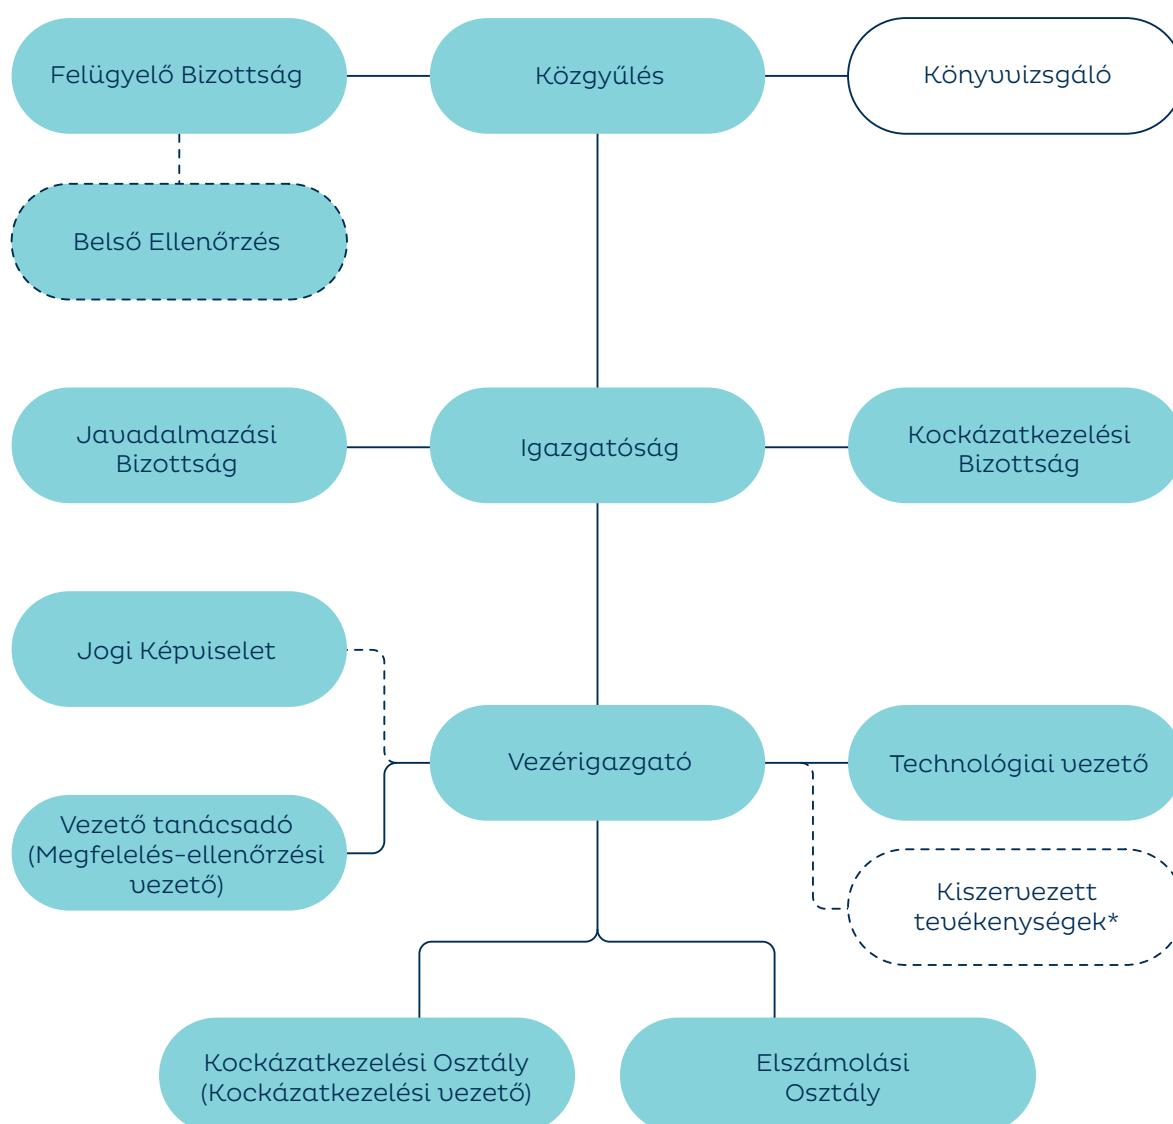 Felügyelő Bizottság
Közgyűlés
Könyvvizsgáló
Belső Ellenőrzés
Javadalmazási
Bizottság
Igazgatóság
Kockázatkezelési
Bizottság
Jogi Képviselet
Vezérigazgató
Technológiai vezető
Vezető tanácsadó
(Megfelelés-ellenőrzési
vezető)
Kiszervezett
tevékenységek*
Kockázatkezelési Osztály
(Kockázatkezelési vezető)
Elszámolási
Osztály